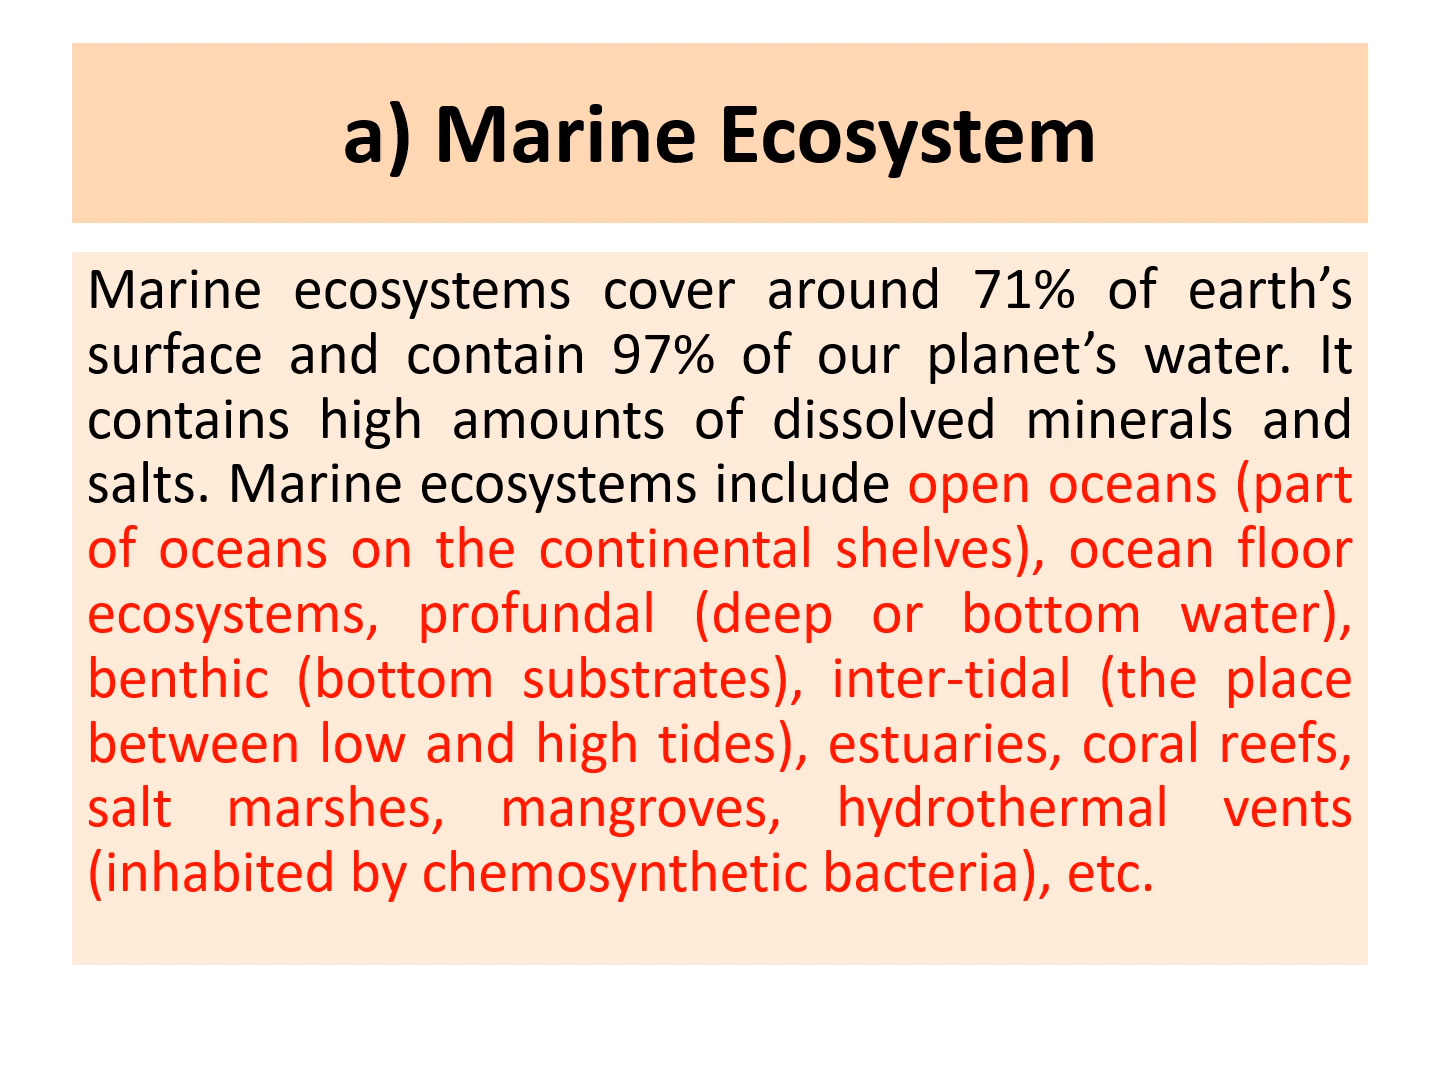 a) Marine Ecosystem
Marine ecosystems cover around 71% of earth’s
surface and contain 97% of our planet’s water. It
contains high amounts of dissolved minerals and
salts. Marine ecosystems include open oceans (part
of oceans on the continental shelves), ocean floor
ecosystems, profundal (deep or bottom water),
benthic (bottom substrates), inter-tidal (the place
between low and high tides), estuaries, coral reefs,
salt marshes, mangroves, hydrothermal vents
(inhabited by chemosynthetic bacteria), etc.